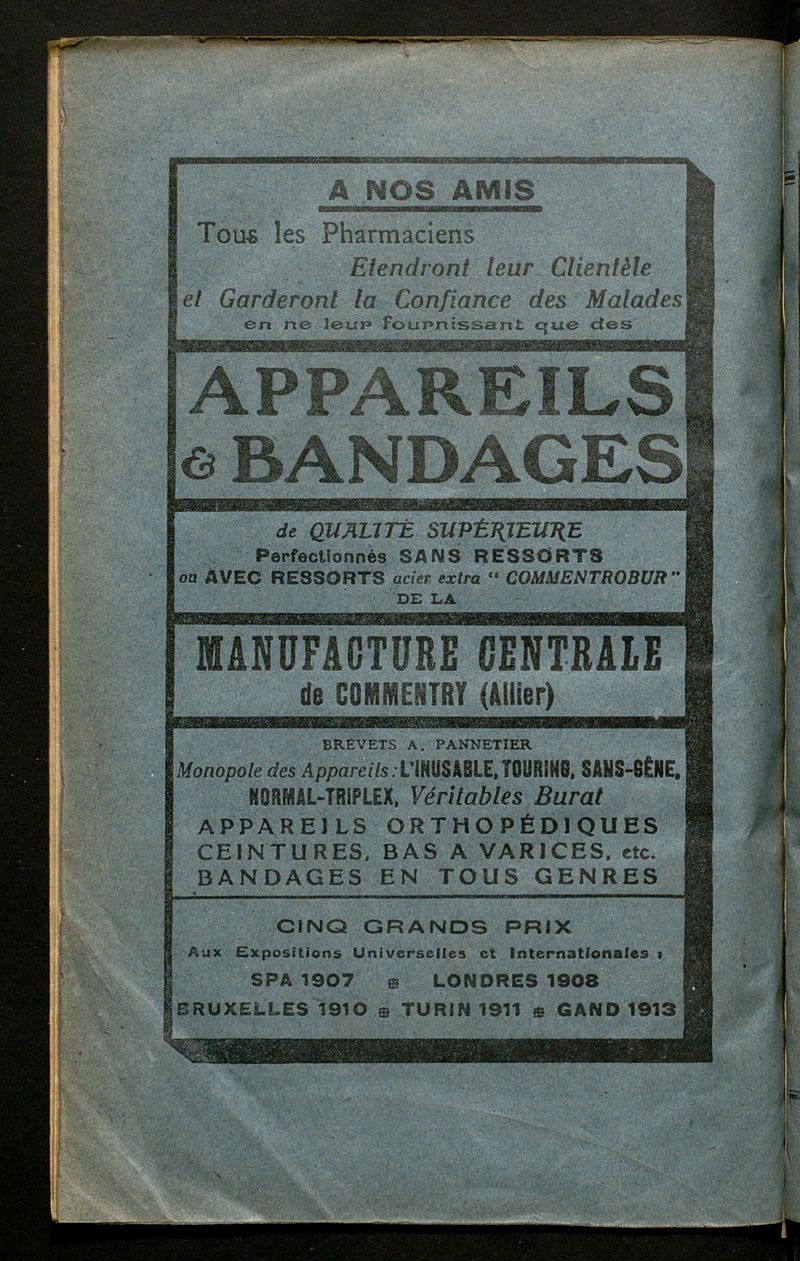 A NOS AMIS
Tous les Pharmaciens
Etendront leur Clientèle
et Garderont la Confiance des Malades
en ne leur fournissant que des
APPAREILS
& BANDAGES
de QUALITÉ SUPÉRIEURE
Perfectionnés SANS RESSORTS
ou AVEC RESSORTS acier extra “ COMMENTROBUR ”
DE LA
MANUFACTURE CENTRALE
de COMMENTRY (Allier)
BREVETS A. PANNETIER
Monopole des Appareils : L'INUSABLE, TOURING, SANS-GÊNE,
NORMAL-TRIPLEX, Véritables Burat
APPAREILS ORTHOPÉDIQUES
CEINTURES, BAS A VARICES, etc.
BANDAGES EN TOUS GENRES
CINQ GRANDS PRIX
Aux Expositions Universelles et Internationales :
SPA 1907 LONDRES 1908
BRUXELLES 1910 TURIN 1911 GAND 1913